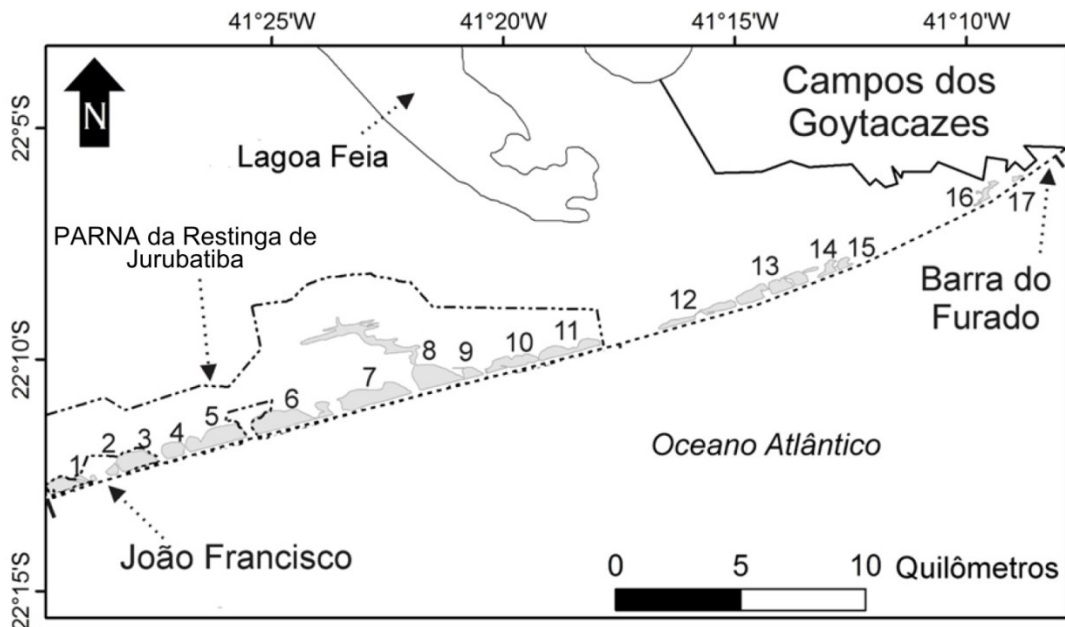 41°25'W 41°20'W 41°15'W 41°10'W
22°5'S
22°10'S
22°15'S
N
Lagoa Feia
Campos dos
Goytacazes
PARNA da Restinga de
Jurubatiba
16 17
Barra do
Furado
12 13 14 15
1 2 3 4 5 6 7 8 9 10 11
João Francisco
Oceano Atlântico
0 5 10 Quilômetros